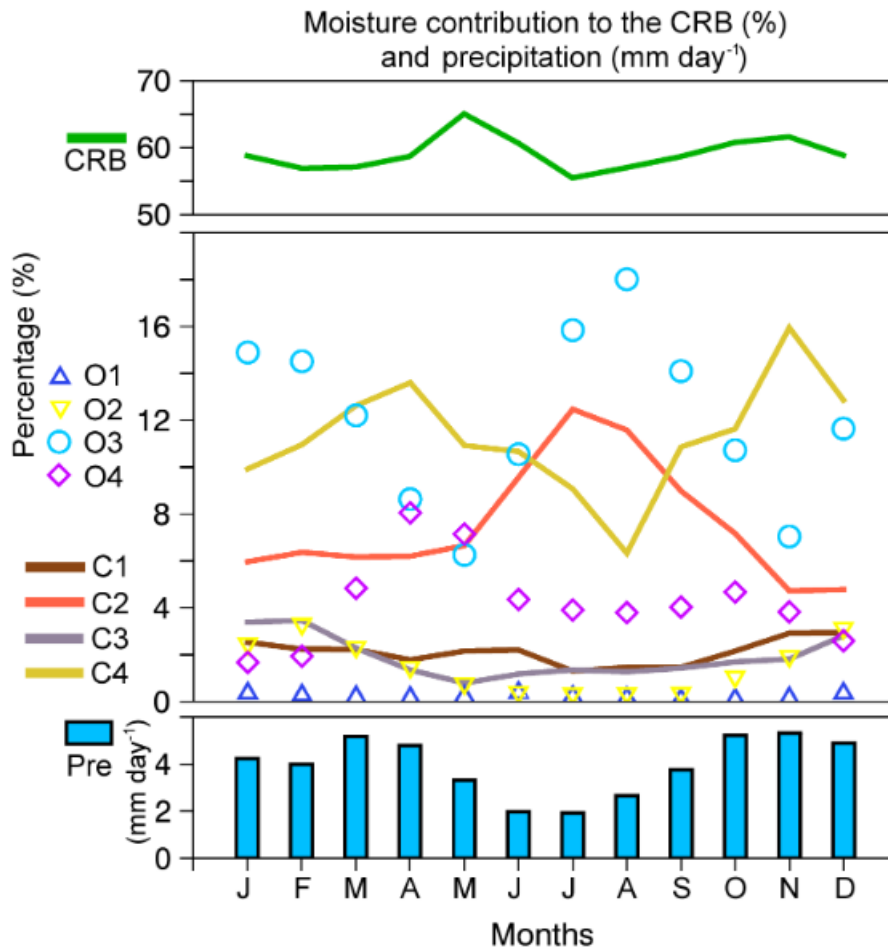 Moisture contribution to the CRB (%)
and precipitation (mm day⁻¹)
70
60
50
CRB
Percentage (%)
16
12
8
4
0
O1
O2
O3
O4
C1
C2
C3
C4
Pre
(mm day⁻¹)
4
2
0
J F M A M J J A S O N D
Months